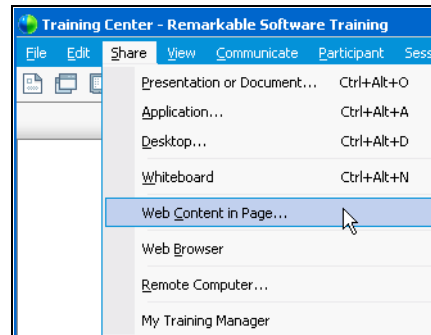 Training Center - Remarkable Software Training
File Edit Share View Communicate Participant Sess
Presentation or Document... Ctrl+Alt+O
Application... Ctrl+Alt+A
Desktop... Ctrl+Alt+D
Whiteboard Ctrl+Alt+N
Web Content in Page...
Web Browser
Remote Computer...
My Training Manager